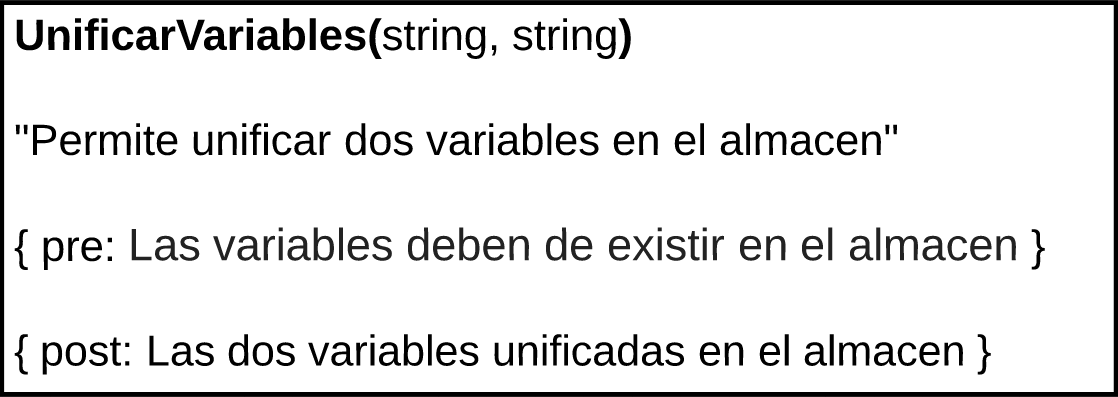 UnificarVariables(string, string)
"Permite unificar dos variables en el almacen"
{ pre: Las variables deben de existir en el almacen }
{ post: Las dos variables unificadas en el almacen }